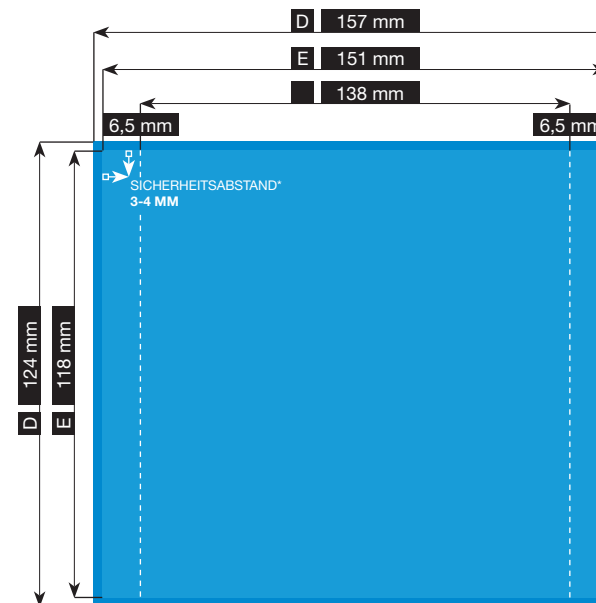 D 157 mm
E 151 mm
138 mm
6,5 mm 6,5 mm
SICHERHEITSABSTAND*
3-4 MM
D 124 mm
E 118 mm